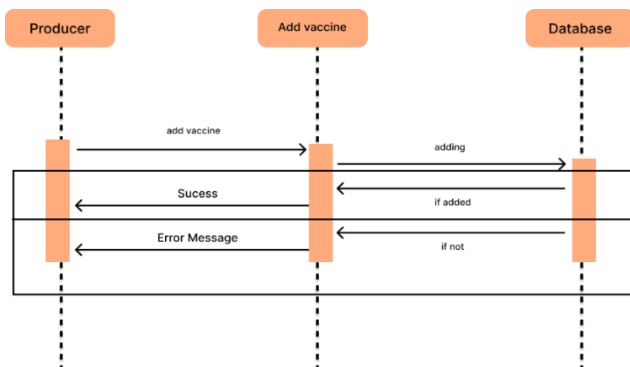 Producer
Add vaccine
Database
add vaccine
adding
Sucess
if added
Error Message
if not